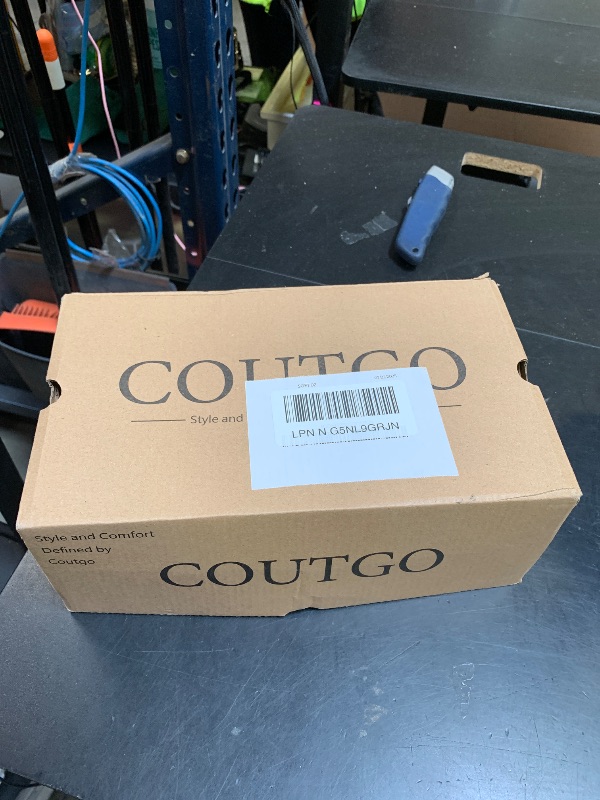 COUTGO
Style and
LPN N G5NL9GRJN
Style and Comfort
Defined by
Coutgo
COUTGO